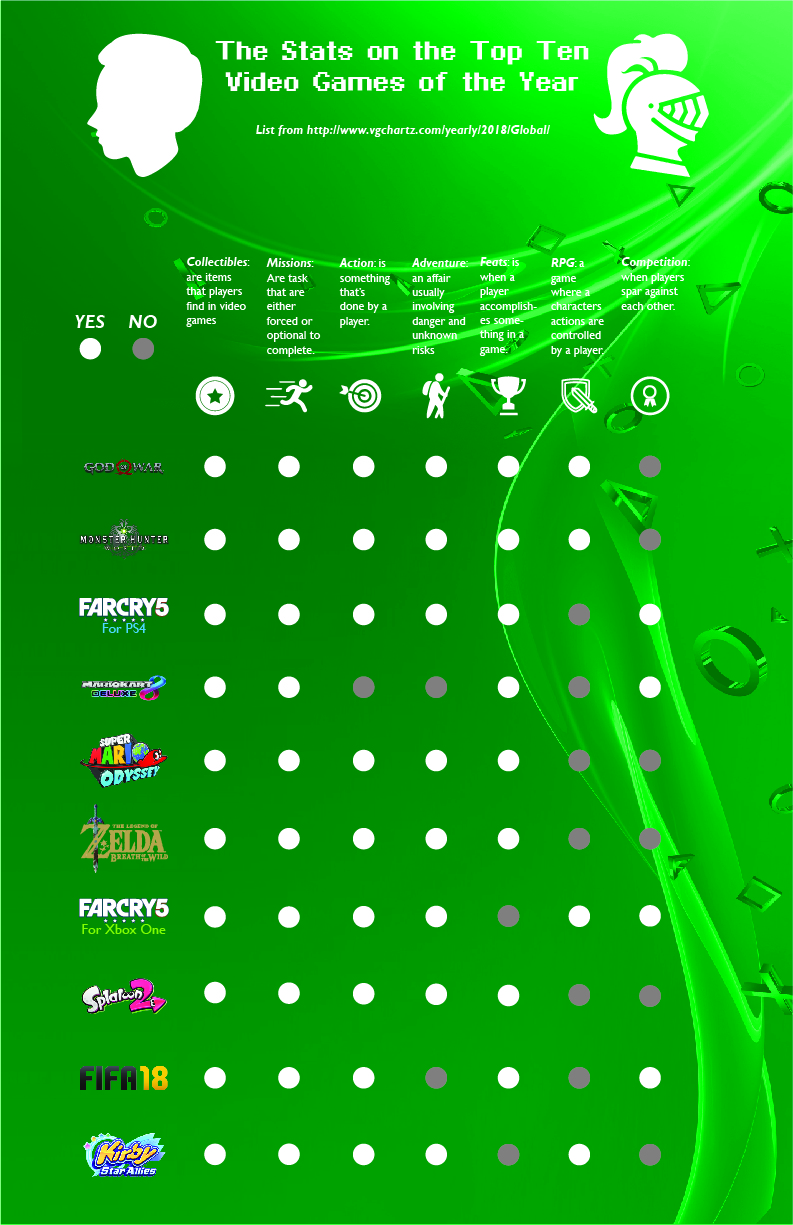 The Stats on the Top Ten
Video Games of the Year
List from http://www.vgchartz.com/yearly/2018/Global/
Collectibles:
are items
that players
find in video
games
Missions:
Are task
that are
either
forced or
optional to
complete.
Action: is
something
that's
done by a
player.
Adventure:
an affair
usually
involving
danger and
unknown
risks
Feats: is
when a
player
accomplish-
es some-
thing in a
game.
RPG: a
game
where a
characters
actions are
controlled
by a player.
Competition:
when players
spar against
each other.
YES NO
GOD OF WAR
MONSTER HUNTER
WORLD
FARCRY5
For PS4
MARIOKART 8
DELUXE
SUPER
MARIO
ODYSSEY
THE LEGEND OF
ZELDA
BREATH OF THE WILD
FARCRY5
For Xbox One
Splatoon 2
FIFA 18
Kirby
Star Allies